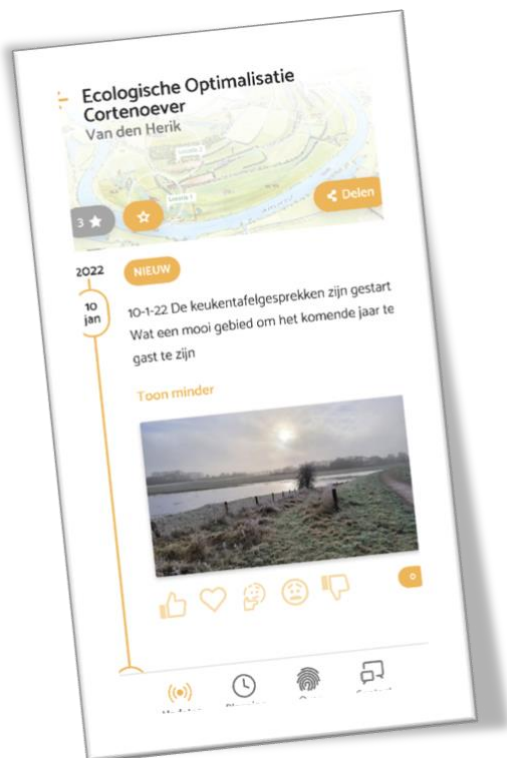 Ecologische Optimalisatie
Cortenoever
Van den Herik
3
Delen
2022
NIEUW
10
jan
10-1-22 De keukentafelgesprekken zijn gestart
Wat een mooi gebied om het komende jaar te
gast te zijn
Toon minder
0